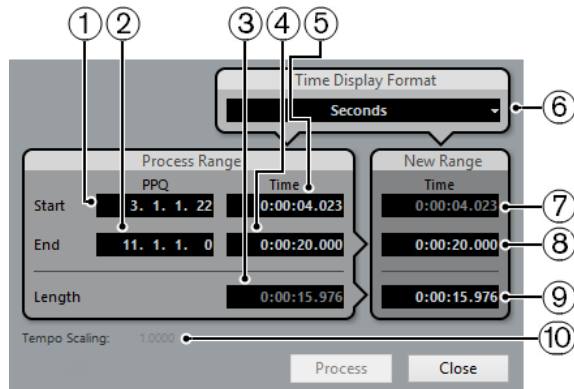 ① ② ③ ④ ⑤
Time Display Format
Seconds ⑥
Process Range New Range
PPQ Time Time
Start 3. 1. 1. 22 0:00:04.023 0:00:04.023 ⑦
End 11. 1. 1. 0 0:00:20.000 0:00:20.000 ⑧
Length 0:00:15.976 0:00:15.976 ⑨
Tempo Scaling: 1.0000 ⑩
Process Close